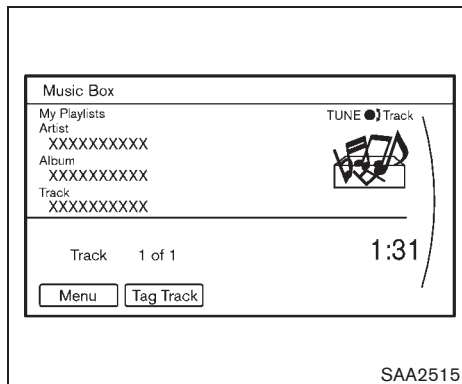 Music Box
My Playlists
TUNE Track
Artist
XXXXXXXXXX
Album
XXXXXXXXXX
Track
XXXXXXXXXX
Track 1 of 1
1:31
Menu
Tag Track
SAA2515